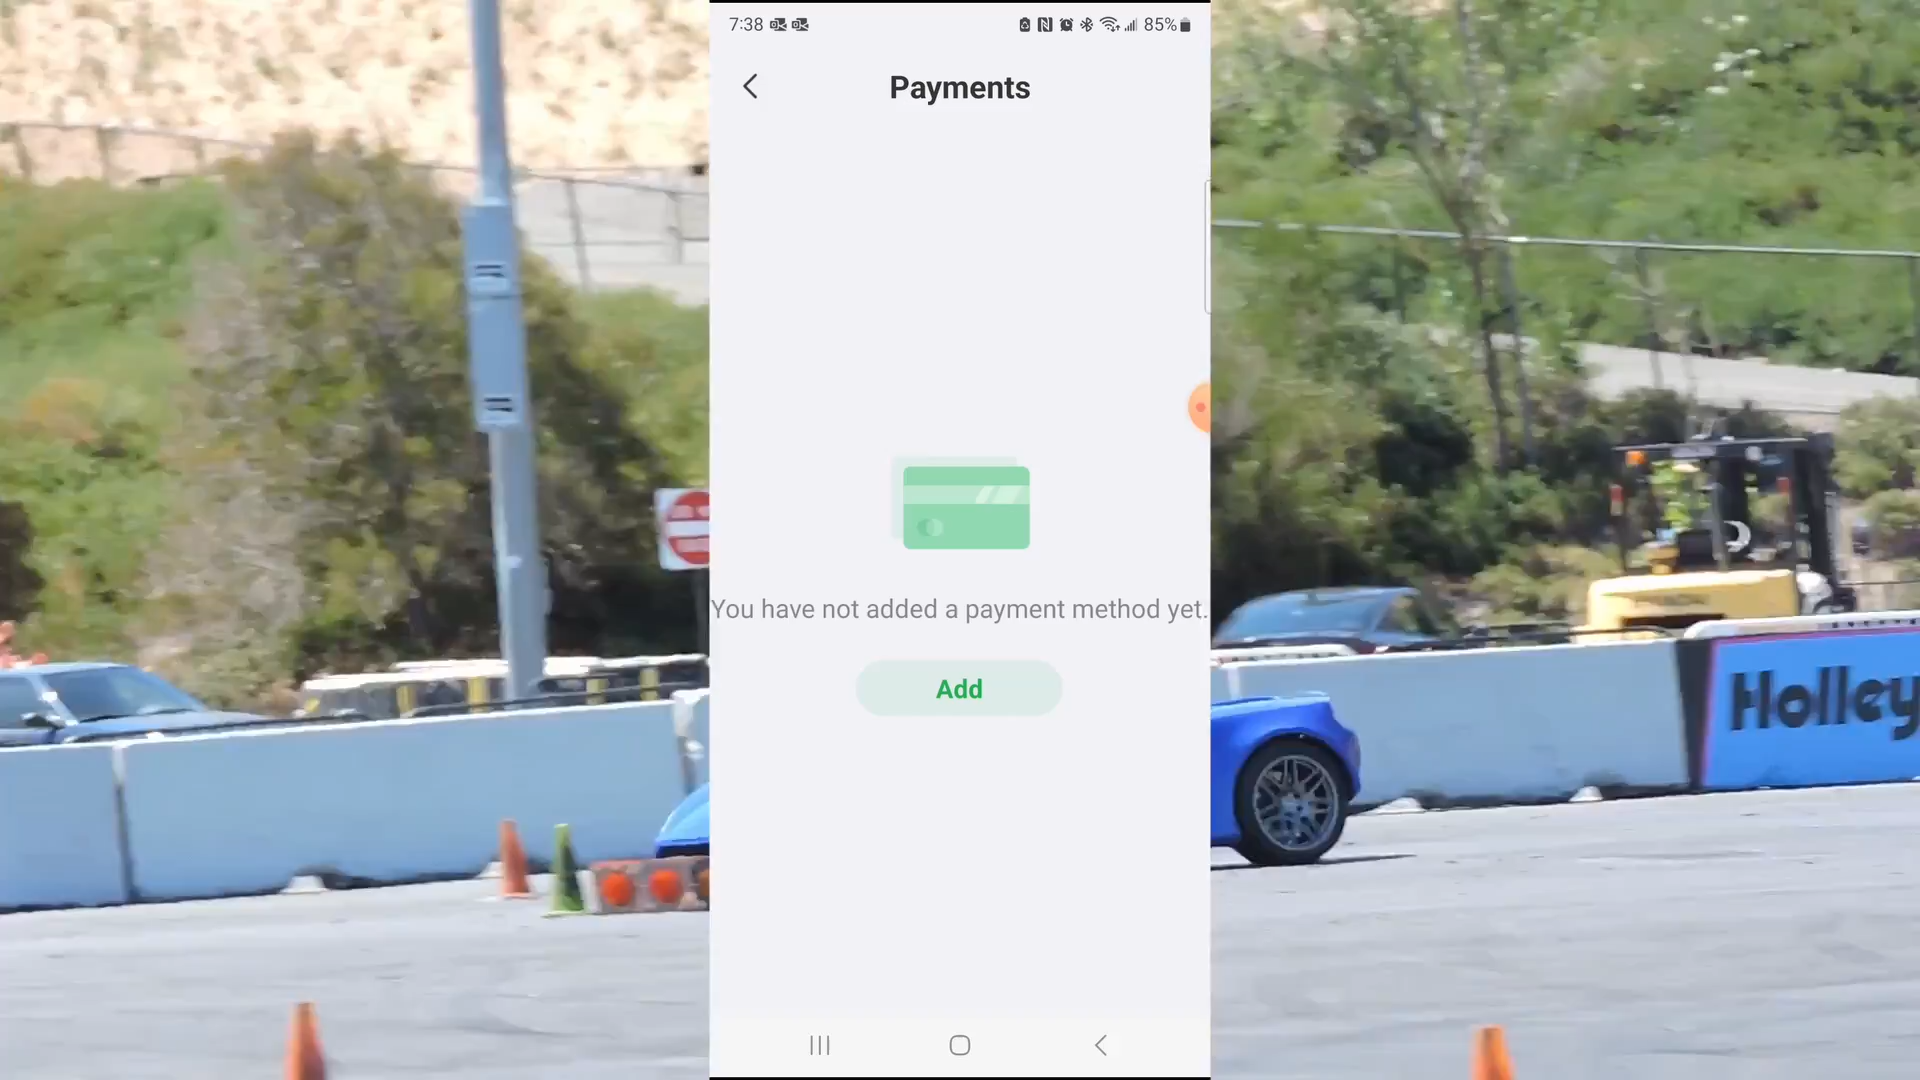 7:38
85%
Payments
You have not added a payment method yet.
Add
Holley